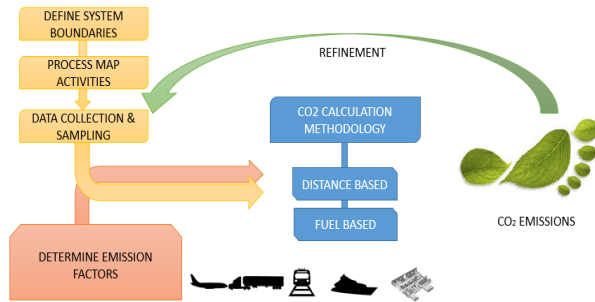 DEFINE SYSTEM
BOUNDARIES
PROCESS MAP
ACTIVITIES
DATA COLLECTION &
SAMPLING
REFINEMENT
CO2 CALCULATION
METHODOLOGY
DISTANCE BASED
FUEL BASED
CO₂ EMISSIONS
DETERMINE EMISSION
FACTORS